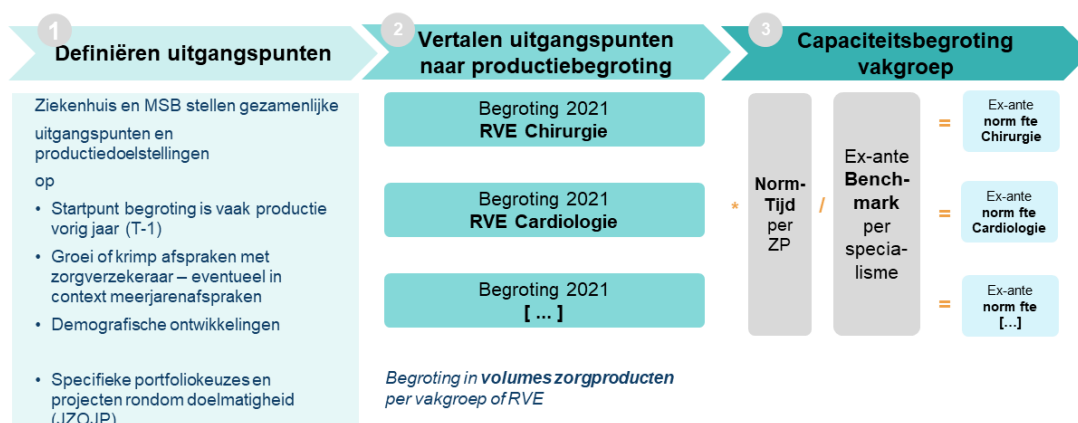 1
Definiëren uitgangspunten
Ziekenhuis en MSB stellen gezamenlijke
uitgangspunten en
productiedoelstellingen
op
• Startpunt begroting is vaak productie
vorig jaar (T-1)
• Groei of krimp afspraken met
zorgverzekeraar – eventueel in
context meerjarenafspraken
• Demografische ontwikkelingen
• Specifieke portfoliokeuzes en
projecten rondom doelmatigheid
(JZOJP)
2
Vertalen uitgangspunten
naar productiebegroting
Begroting 2021
RVE Chirurgie
Begroting 2021
RVE Cardiologie
Begroting 2021
[ ... ]
Begroting in volumes zorgproducten
per vakgroep of RVE
3
Capaciteitsbegroting
vakgroep
*
Norm-
Tijd
per
ZP
/
Ex-ante
Bench-
mark
per
specia-
lisme
=
Ex-ante
norm fte
Chirurgie
=
Ex-ante
norm fte
Cardiologie
=
Ex-ante
norm fte
[...]